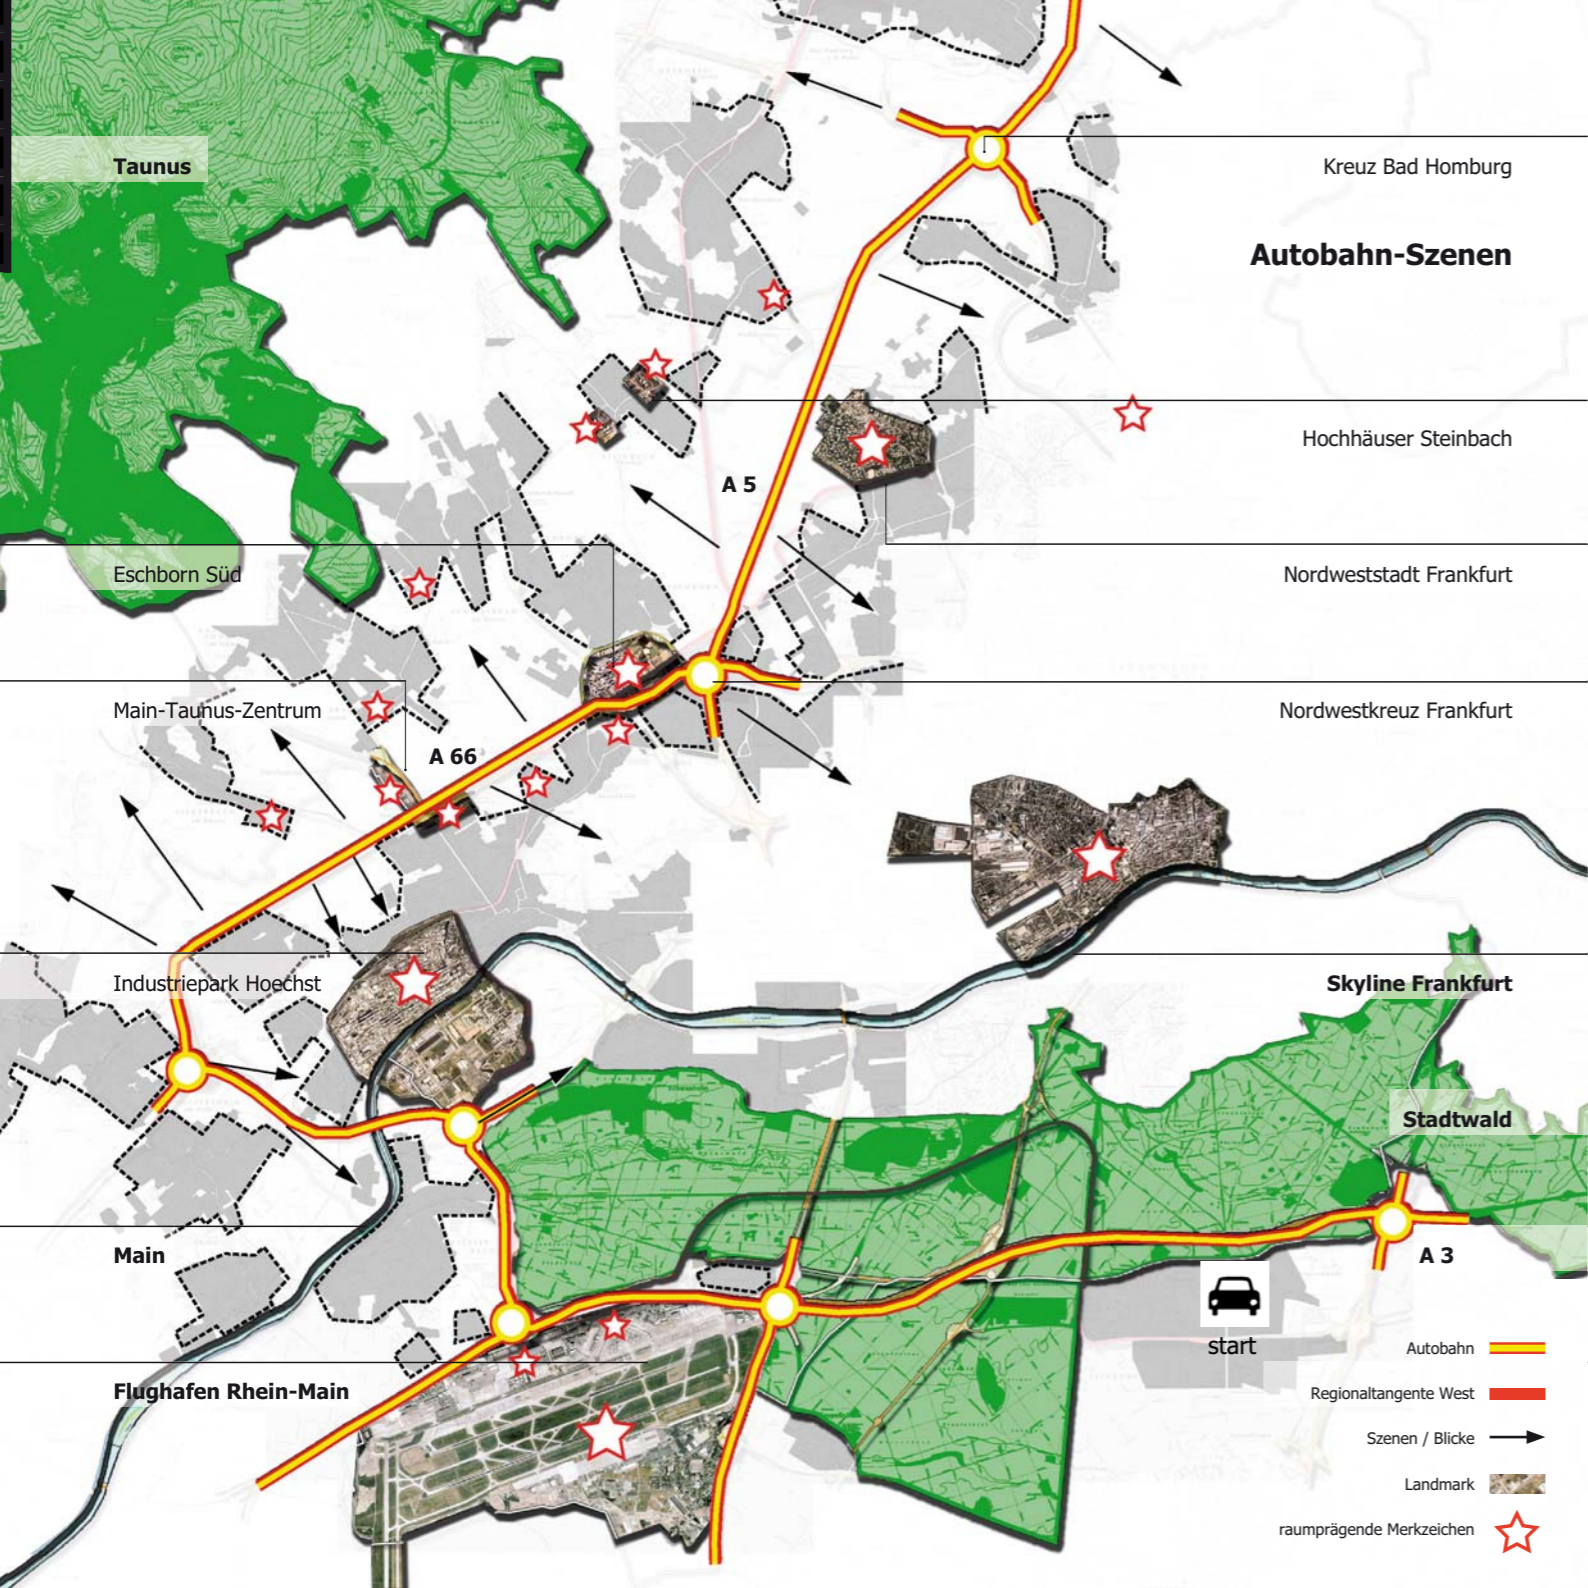 Taunus
Kreuz Bad Homburg
Autobahn-Szenen
Hochhäuser Steinbach
A 5
Eschborn Süd
Nordweststadt Frankfurt
Main-Taunus-Zentrum
Nordwestkreuz Frankfurt
A 66
Industriepark Hoechst
Skyline Frankfurt
Stadtwald
Main
A 3
start
Autobahn
Flughafen Rhein-Main
Regionaltangente West
Szenen / Blicke
Landmark
raumprägende Merkzeichen